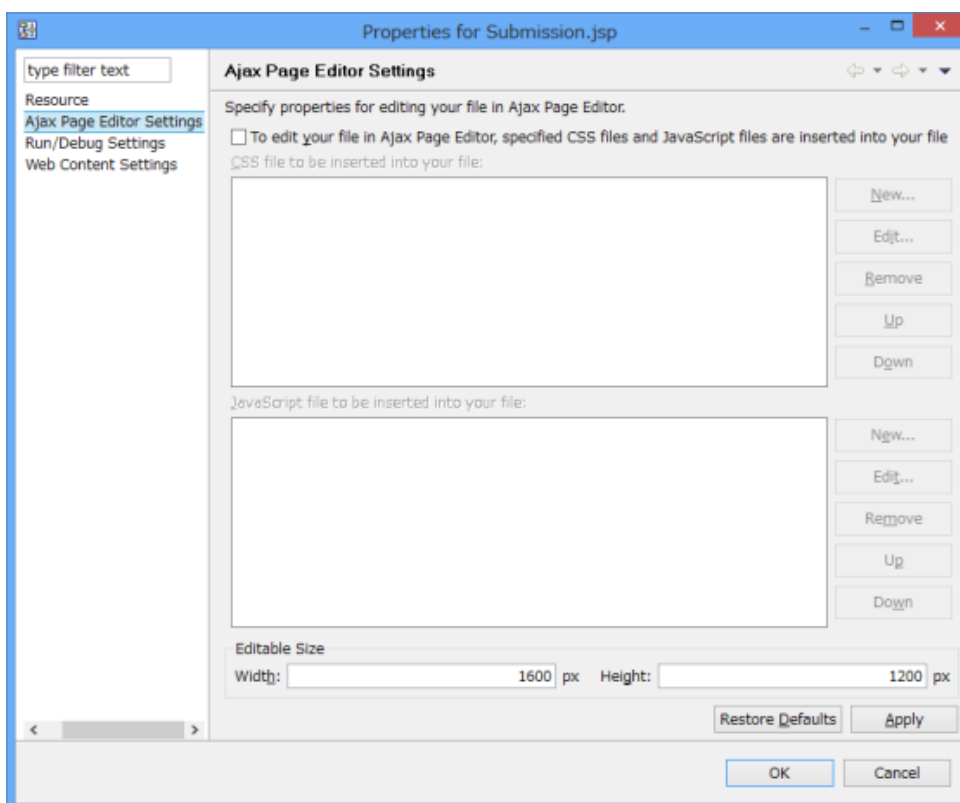 Properties for Submission.jsp
type filter text
Resource
Ajax Page Editor Settings
Run/Debug Settings
Web Content Settings
Ajax Page Editor Settings
Specify properties for editing your file in Ajax Page Editor.
To edit your file in Ajax Page Editor, specified CSS files and JavaScript files are inserted into your file
CSS file to be inserted into your file:
New...
Edit...
Remove
Up
Down
JavaScript file to be inserted into your file:
New...
Edit...
Remove
Up
Down
Editable Size
Width: 1600 px Height: 1200 px
Restore Defaults Apply
OK Cancel